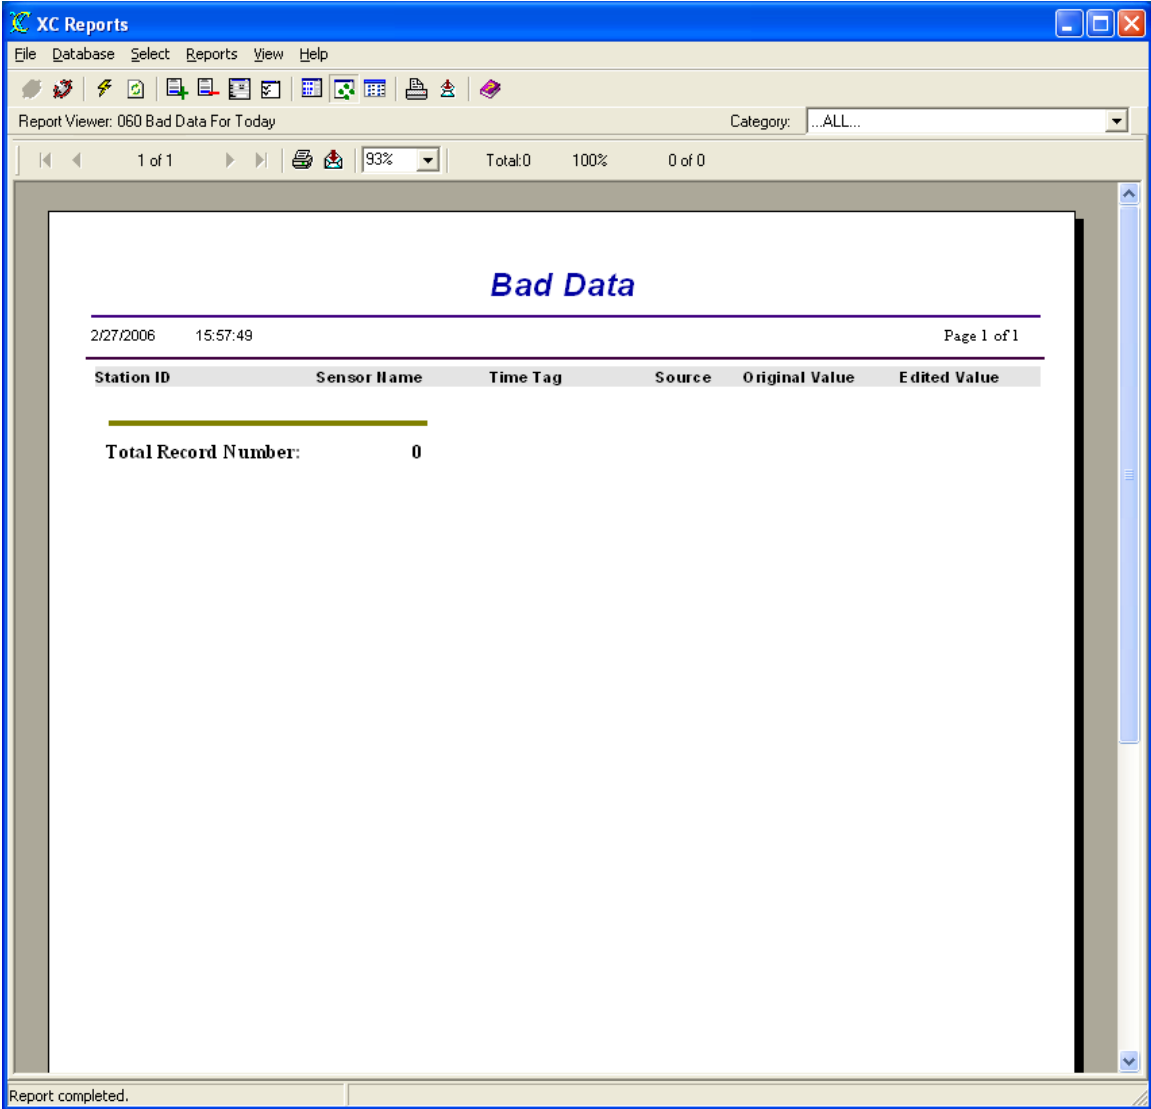 XC Reports
File Database Select Reports View Help
Report Viewer: 060 Bad Data For Today Category: ...ALL...
1 of 1 93% Total:0 100% 0 of 0
Bad Data
2/27/2006 15:57:49 Page 1 of 1
Station ID Sensor Name Time Tag Source Original Value Edited Value
Total Record Number: 0
Report completed.